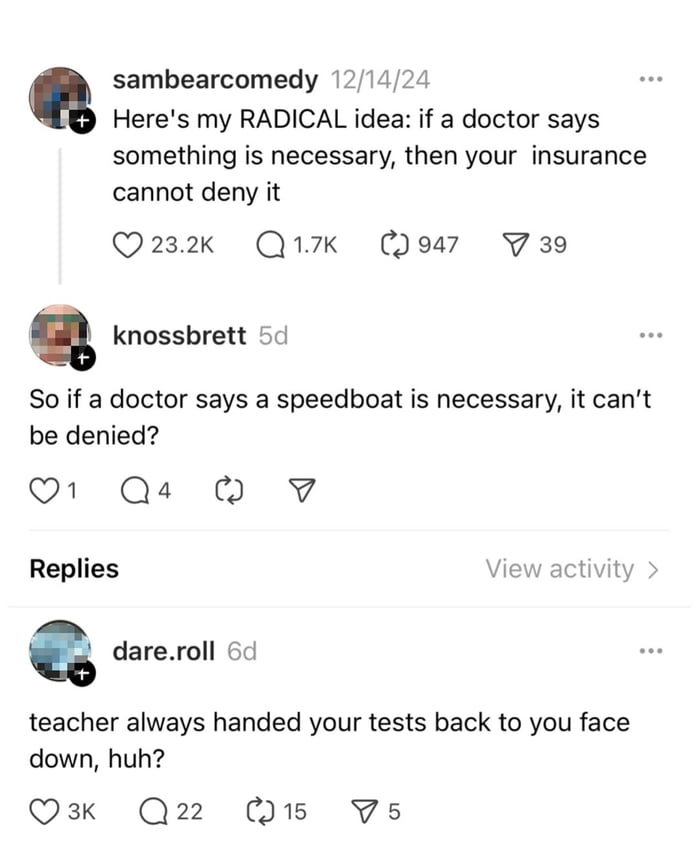 sambearcomedy 12/14/24
Here's my RADICAL idea: if a doctor says
something is necessary, then your insurance
cannot deny it
23.2K 1.7K 947 39
knossbrett 5d
So if a doctor says a speedboat is necessary, it can’t
be denied?
1 4
Replies View activity >
dare.roll 6d
teacher always handed your tests back to you face
down, huh?
3K 22 15 5